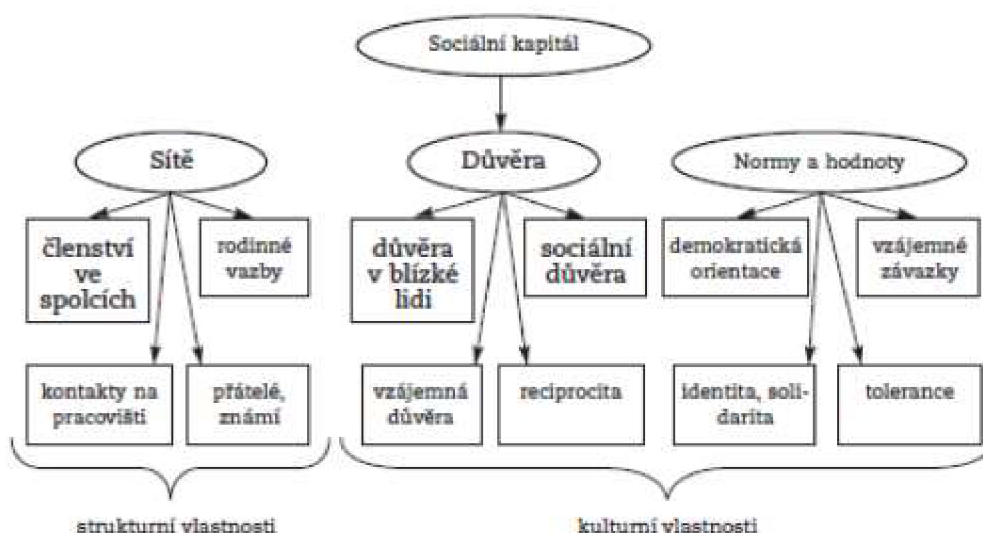 Sociální kapitál
Sítě
Důvěra
Normy a hodnoty
členství
ve
spolcích
rodinné
vazby
důvěra
v blízké
lidi
sociální
důvěra
demokratická
orientace
vzájemné
závazky
kontakty na
pracovišti
přátelé,
známí
vzájemná
důvěra
reciprocita
identita, soli-
darita
tolerance
strukturní vlastnosti
kulturní vlastnosti